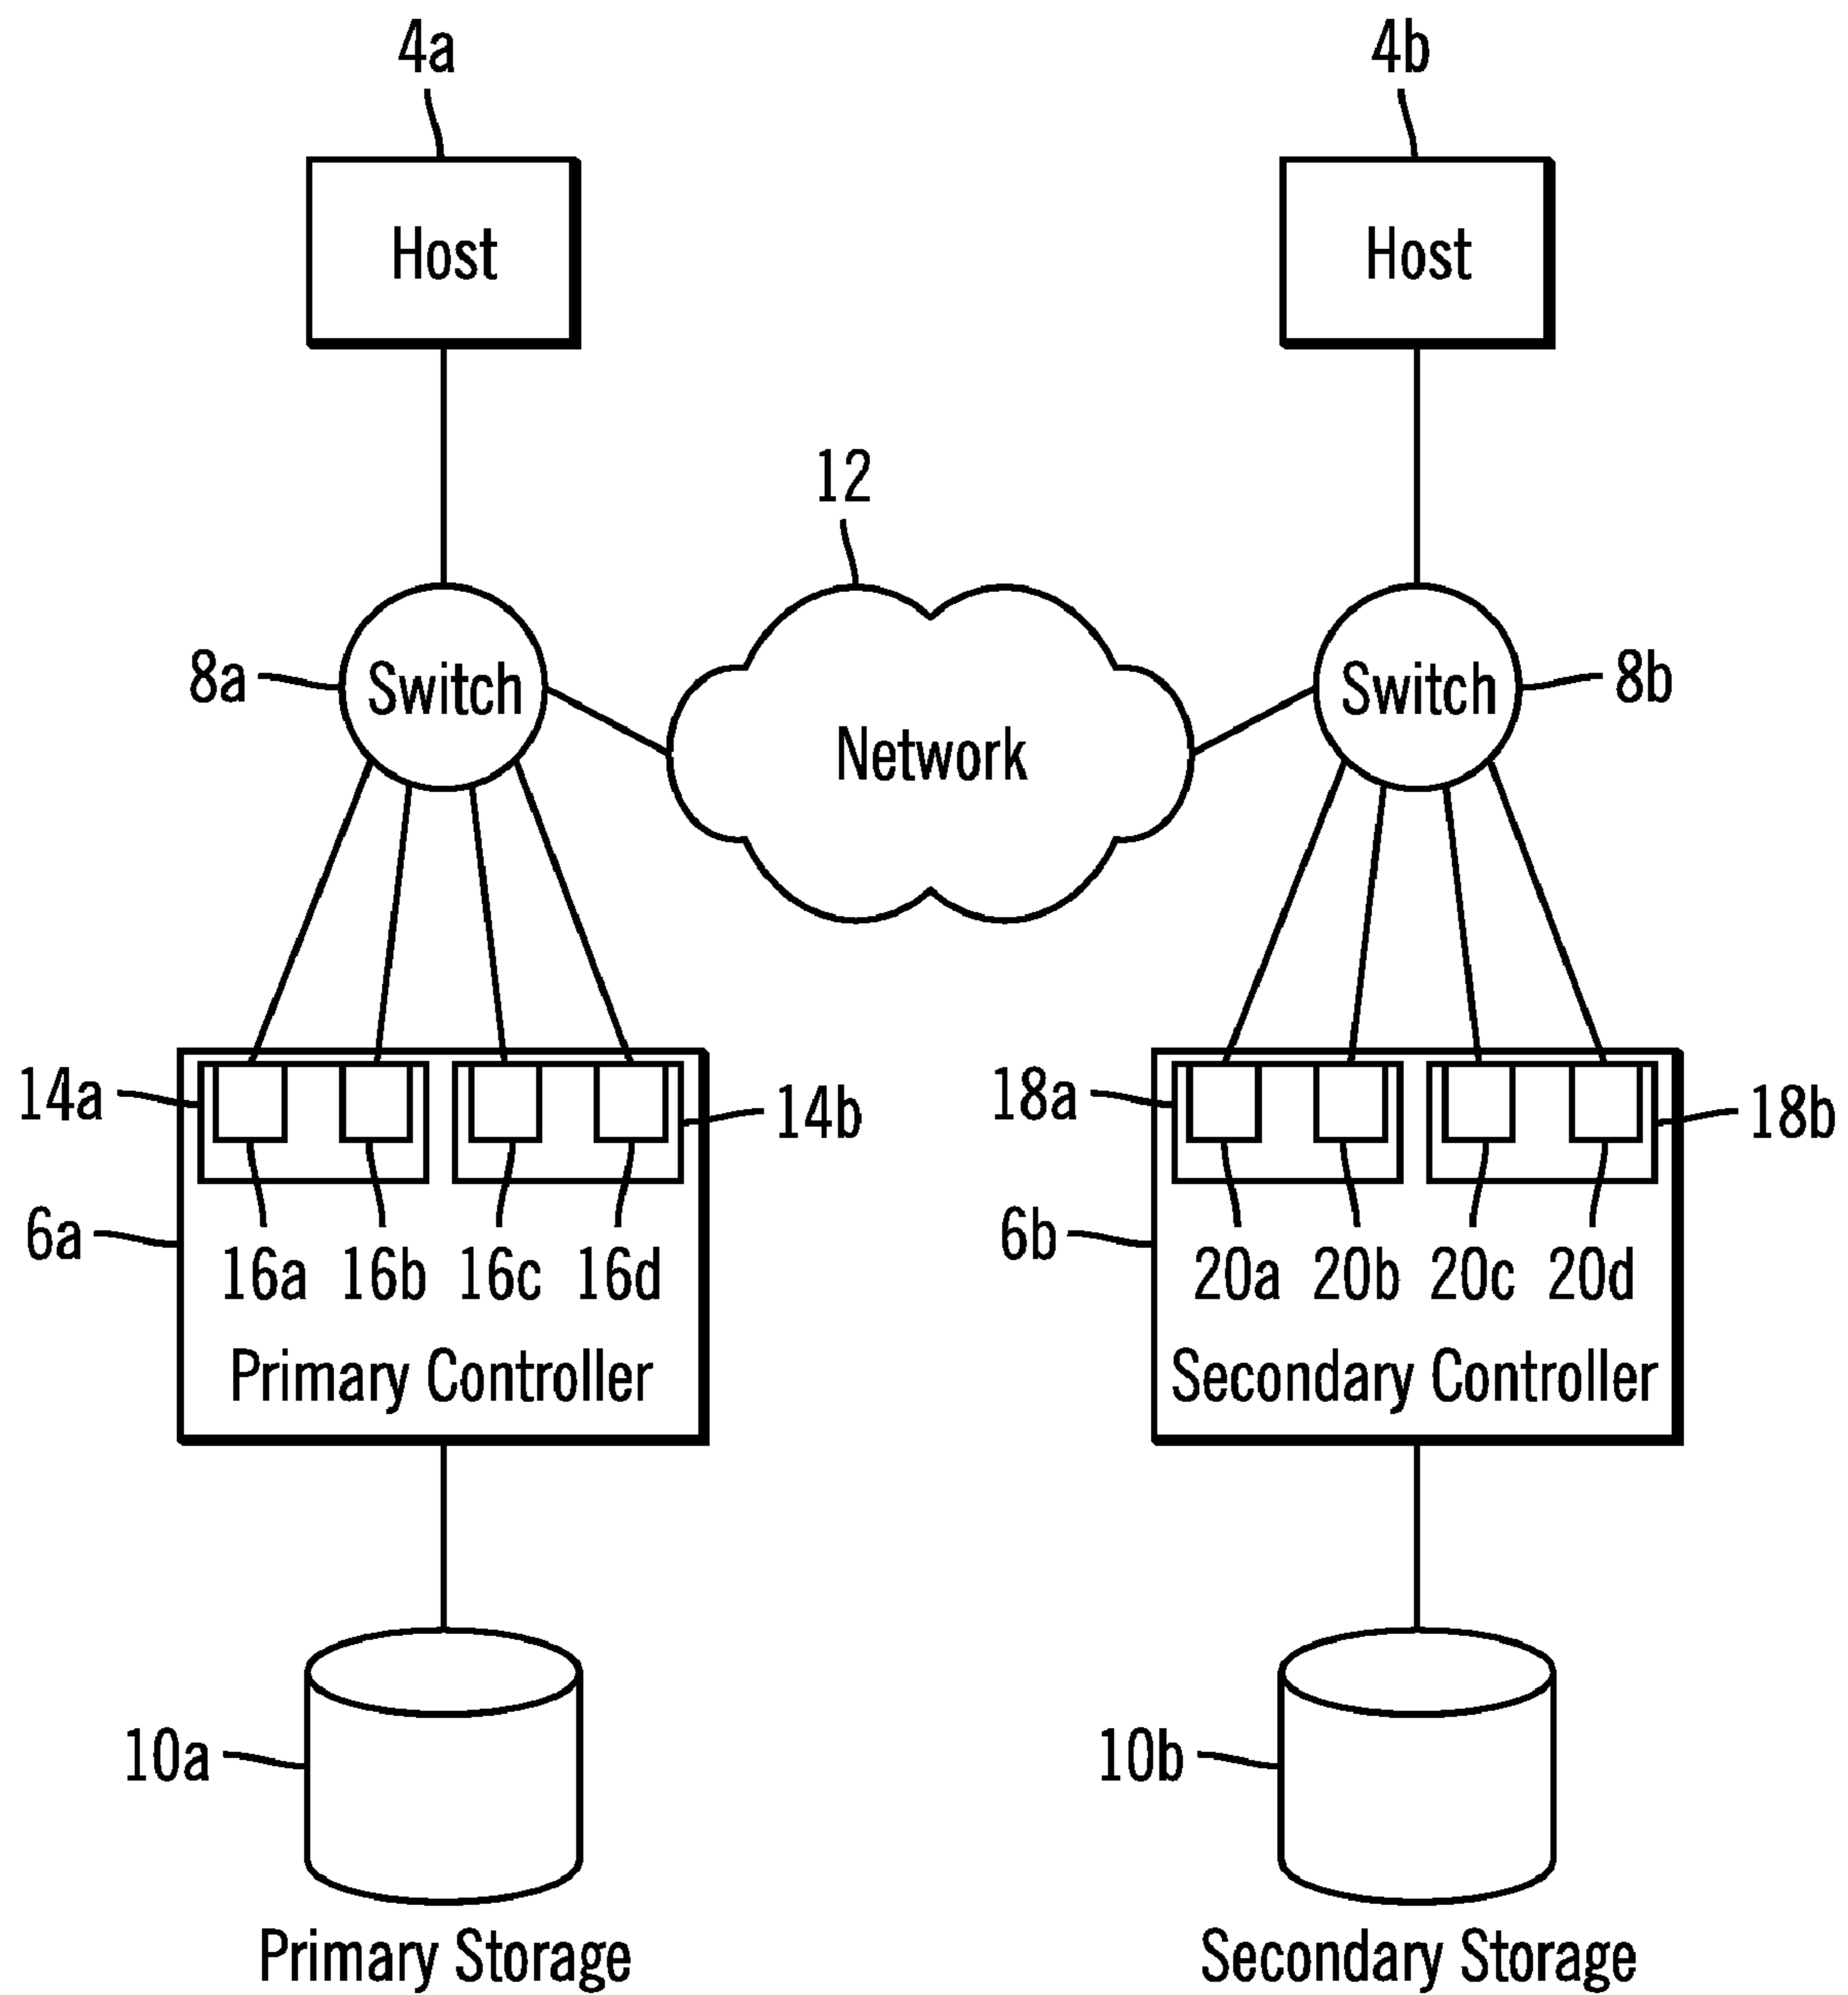 4a
4b
Host
Host
12
8a
Switch
Network
Switch
8b
14a
14b
18a
18b
6a
16a 16b 16c 16d
6b
20a 20b 20c 20d
Primary Controller
Secondary Controller
10a
10b
Primary Storage
Secondary Storage